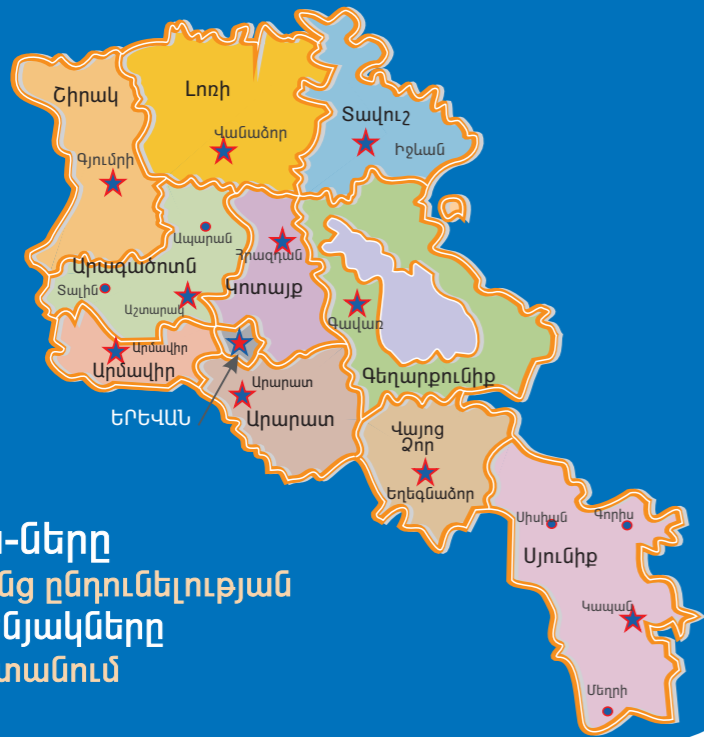 Շիրակ
Լոռի
Տավուշ
Վանաձոր
Իջևան
Գյումրի
Ապարան
Հրազդան
Արագածոտն
Կոտայք
Տալին
Աշտարակ
Գավառ
Արմավիր
Արմավիր
Գեղարքունիք
Արարատ
Արարատ
ԵՐԵՎԱՆ
Վայոց
Ձոր
Եղեգնաձոր
Սիսիան
Գորիս
Սյունիք
Կապան
Մեղրի
-ները
նց ընդունելության
նյակները
տանում